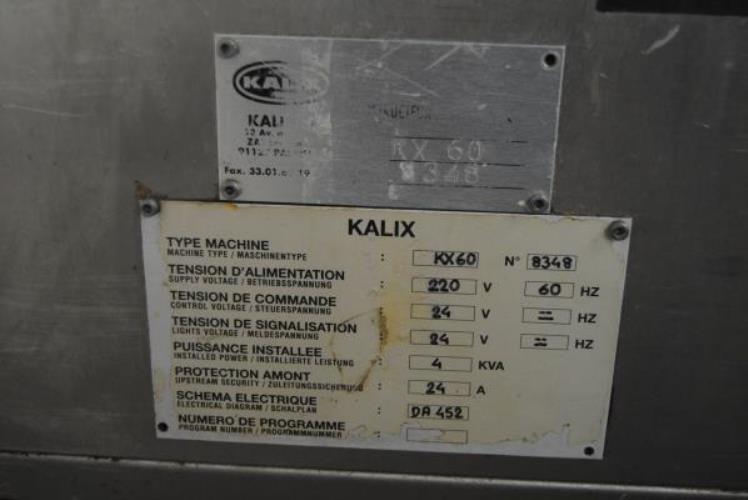 KALIX
KALI
91127
Fax. 33.01. 19
KX 60
8348
KALIX
TYPE MACHINE : KX60 N° 8348
MACHINE TYPE / MASCHINENTYPE
TENSION D'ALIMENTATION : 220 V 60 HZ
SUPPLY VOLTAGE / BETRIEBSSPANNUNG
TENSION DE COMMANDE : 24 V = HZ
CONTROL VOLTAGE / STEUERSPANNUNG
TENSION DE SIGNALISATION : 24 V = HZ
LIGHTS VOLTAGE / MELDESPANNUNG
PUISSANCE INSTALLEE : 4 KVA
INSTALLED POWER / INSTALLIERTE LEISTUNG
PROTECTION AMONT : 24 A
UPSTREAM SECURITY / ZULEITUNGSSICHERUNG
SCHEMA ELECTRIQUE : DA 452
ELECTRICAL DIAGRAM / SCHALPLAN
NUMERO DE PROGRAMME :
PROGRAM NUMBER / PROGRAMMNUMMER